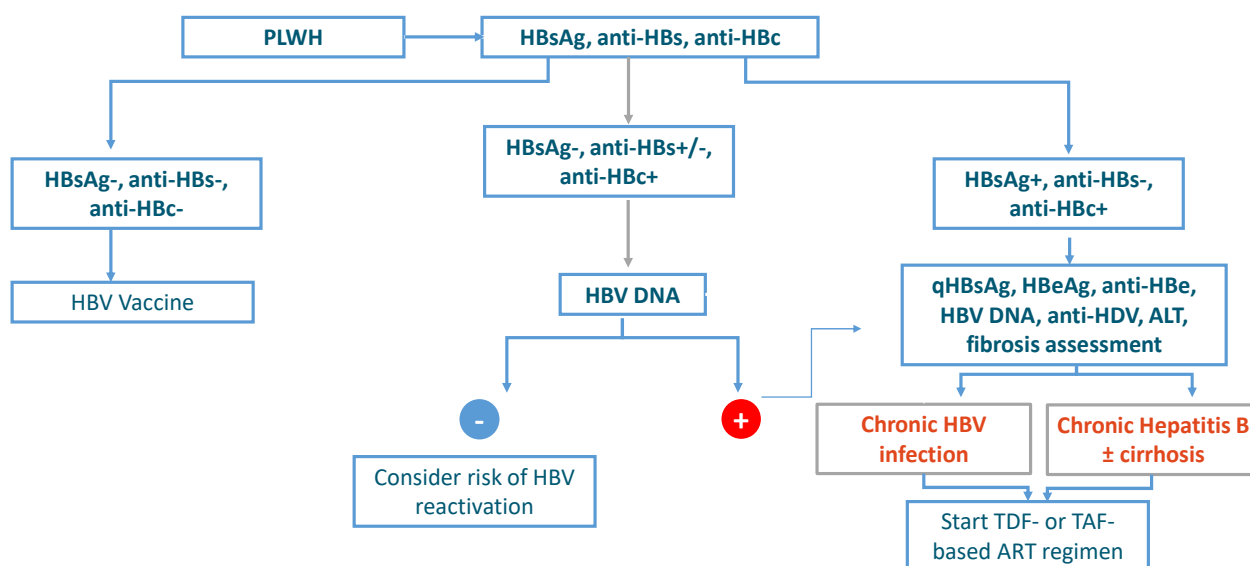 PLWH
HBsAg, anti-HBs, anti-HBc
HBsAg-, anti-HBs-,
anti-HBc-
HBV Vaccine
HBsAg-, anti-HBs+/-,
anti-HBc+
HBV DNA
-
+
Consider risk of HBV
reactivation
HBsAg+, anti-HBs-,
anti-HBc+
qHBsAg, HBeAg, anti-HBe,
HBV DNA, anti-HDV, ALT,
fibrosis assessment
Chronic HBV
infection
Chronic Hepatitis B
± cirrhosis
Start TDF- or TAF-
based ART regimen